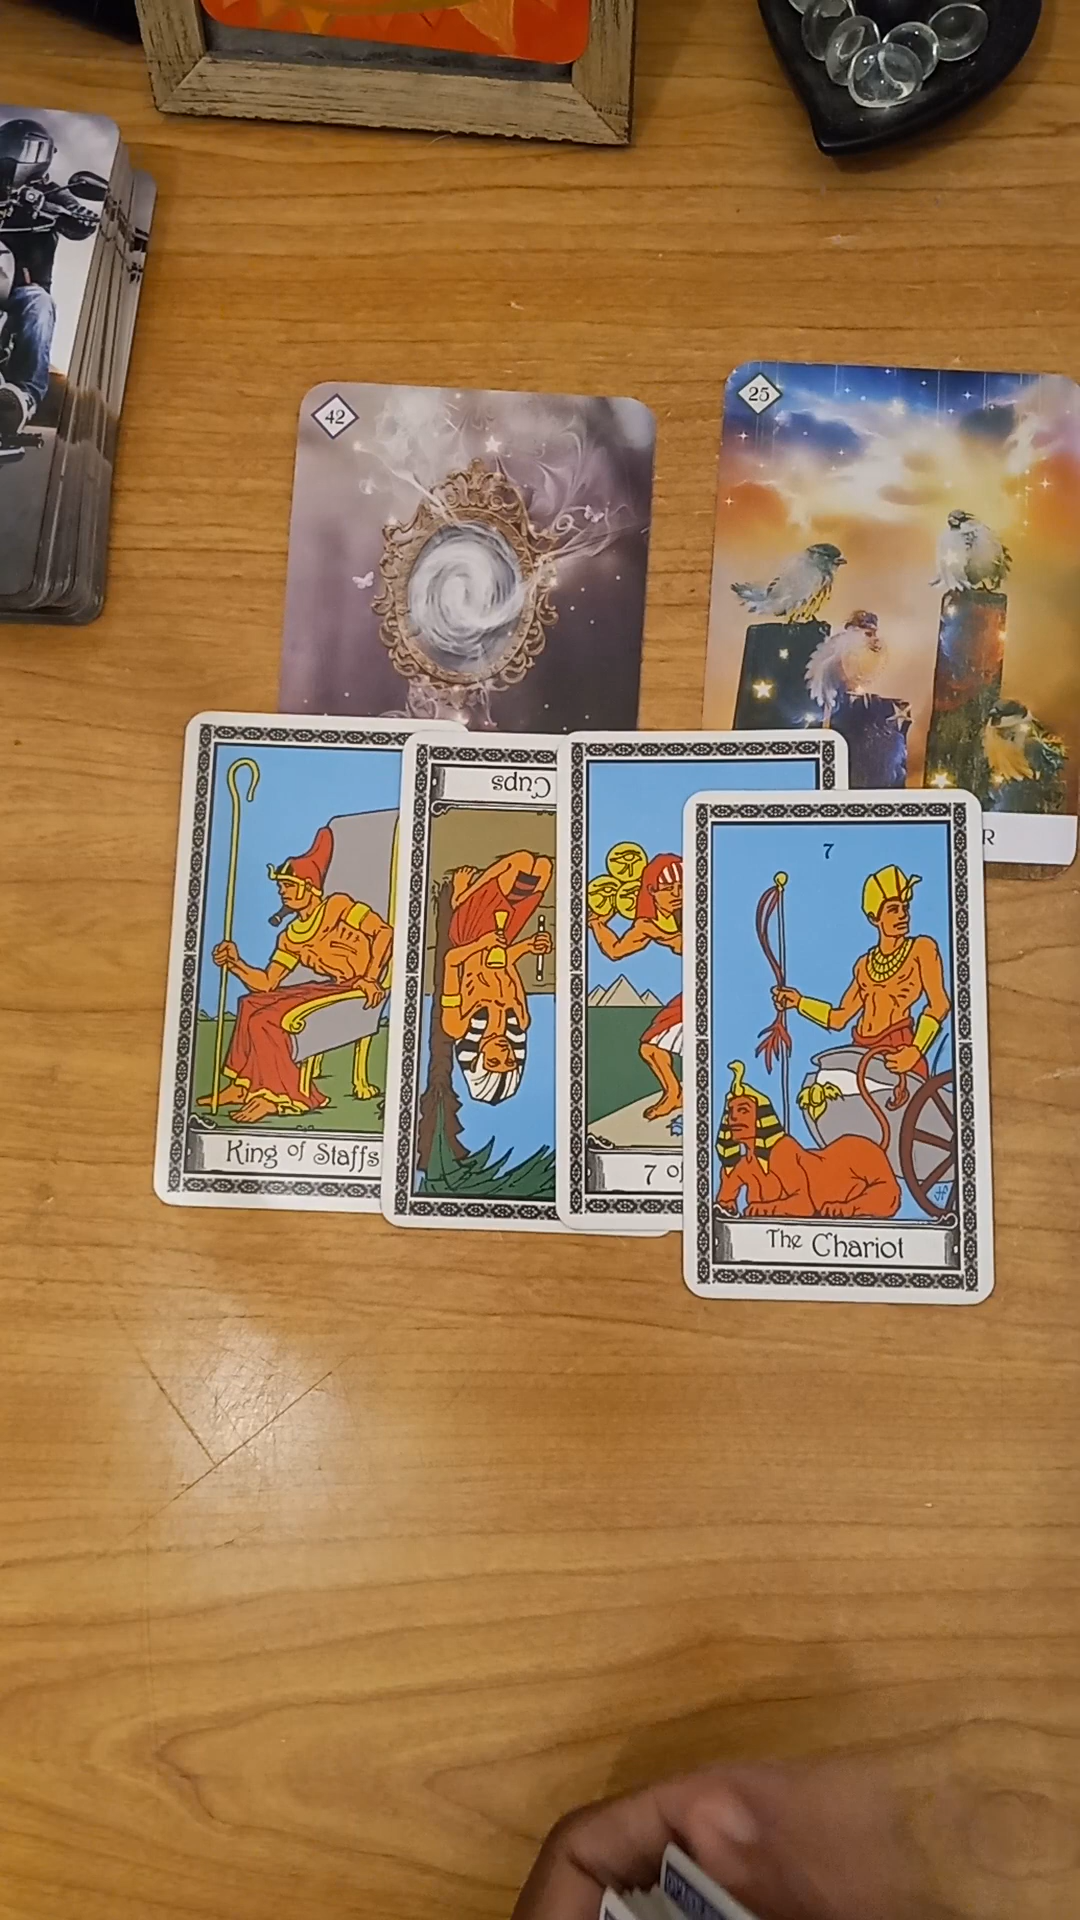 42
25
R
Cups
7
King of Staffs
7 of
The Chariot